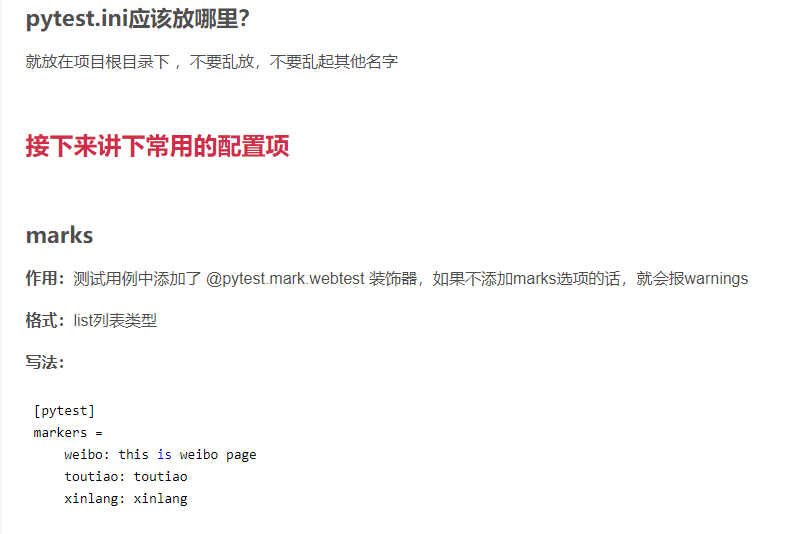 pytest.ini应该放哪里？
就放在项目根目录下 ，不要乱放，不要乱起其他名字
接下来讲下常用的配置项
marks
作用：测试用例中添加了 @pytest.mark.webtest 装饰器，如果不添加marks选项的话，就会报warnings
格式：list列表类型
写法：
[pytest]
markers =
    weibo: this is weibo page
    toutiao: toutiao
    xinlang: xinlang